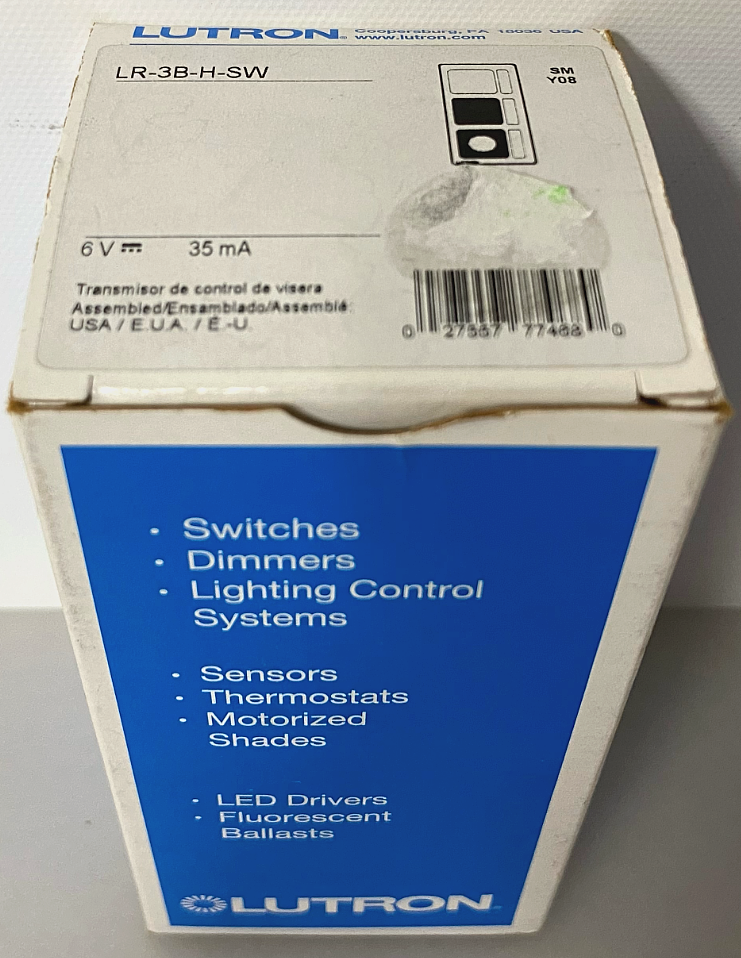 LUTRON® Coopersburg, PA 18036 USA
www.lutron.com
LR-3B-H-SW
SM
Y08
6 V 35 mA
Transmisor de control de visera
Assembled/Ensamblado/Assemblé:
USA / E.U.A. / É.-U.
0 27557 77468 0
• Switches
• Dimmers
• Lighting Control
Systems
• Sensors
• Thermostats
• Motorized
Shades
• LED Drivers
• Fluorescent
Ballasts
LUTRON®